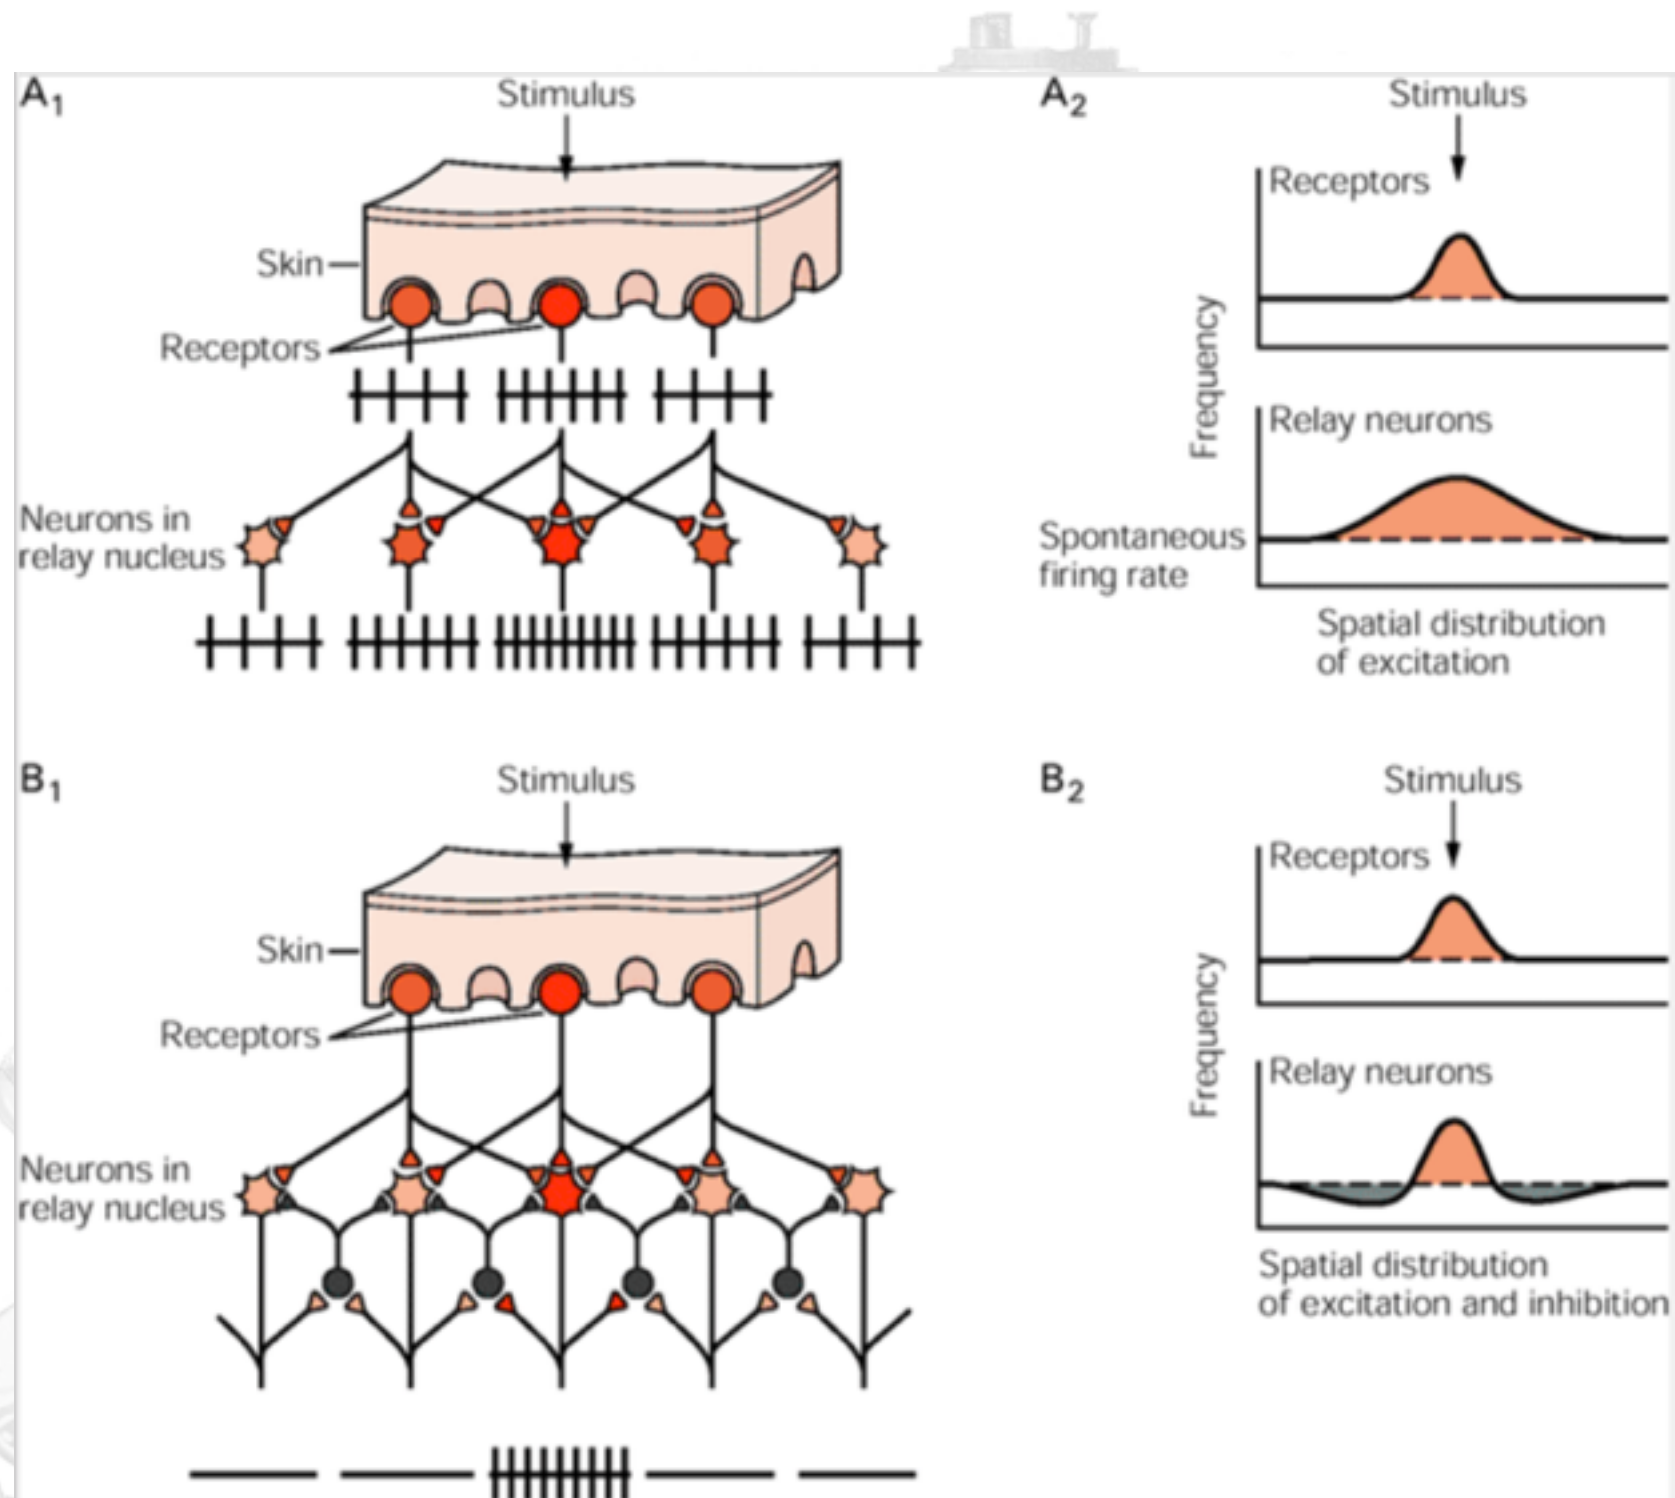 A1
Stimulus
Skin
Receptors
Neurons in
relay nucleus
A2
Stimulus
Receptors
Frequency
Relay neurons
Spontaneous
firing rate
Spatial distribution
of excitation
B1
Stimulus
Skin
Receptors
Neurons in
relay nucleus
B2
Stimulus
Receptors
Frequency
Relay neurons
Spatial distribution
of excitation and inhibition